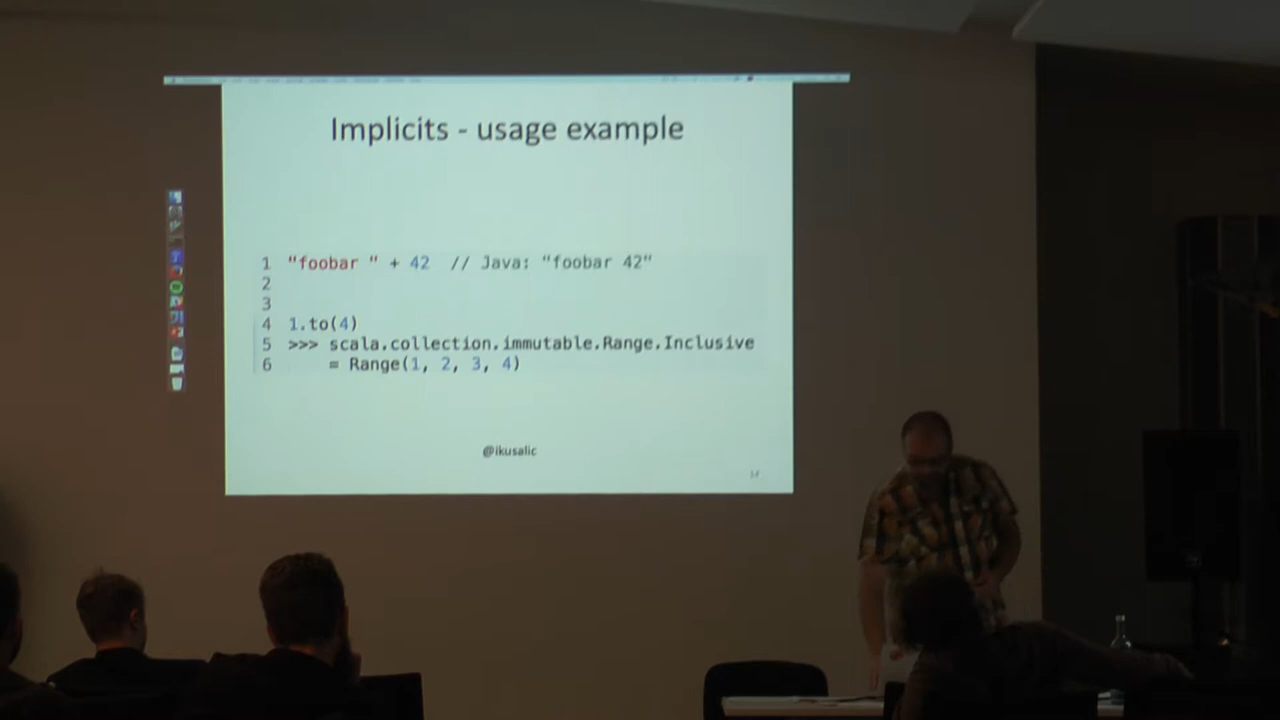 Implicits - usage example
1 "foobar " + 42 // Java: "foobar 42"
2
3
4 1.to(4)
5 >>> scala.collection.immutable.Range.Inclusive
6 = Range(1, 2, 3, 4)
@ikusalic